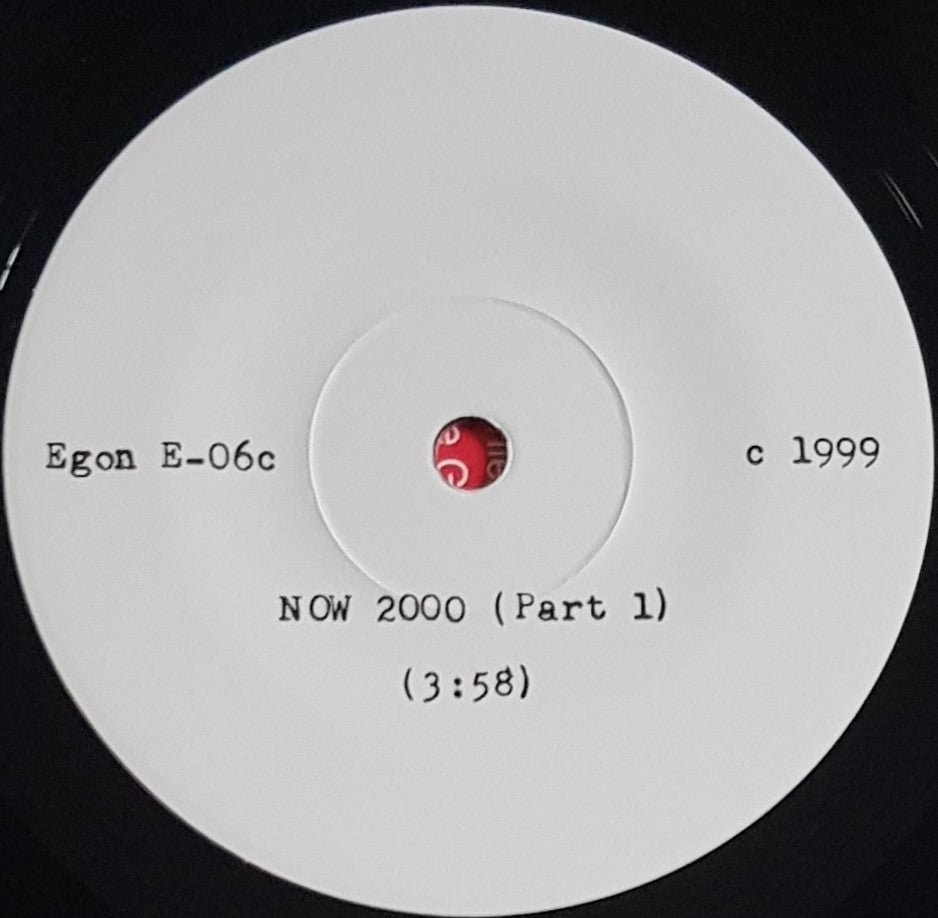 Egon E-06c
c 1999
NOW 2000 (Part 1)
(3:58)